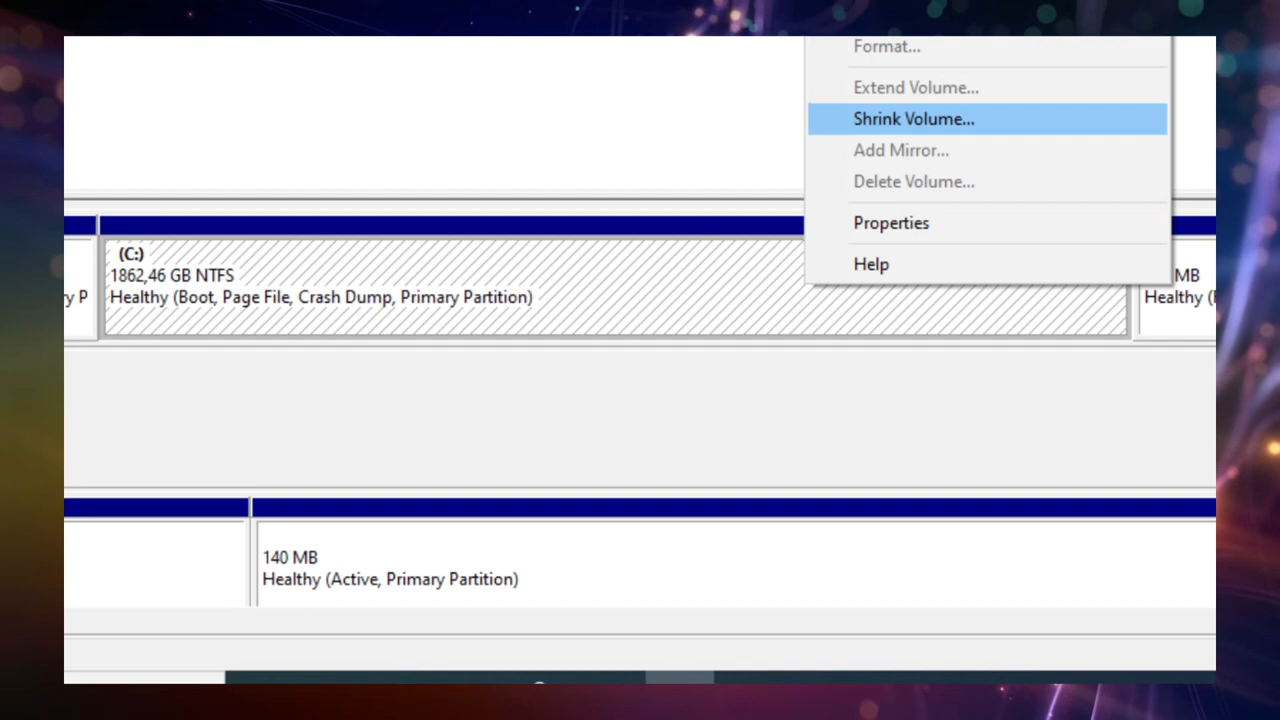 Format...
Extend Volume...
Shrink Volume...
Add Mirror...
Delete Volume...
Properties
Help
(C:)
1862,46 GB NTFS
MB
y P
Healthy (Boot, Page File, Crash Dump, Primary Partition)
Healthy (
140 MB
Healthy (Active, Primary Partition)